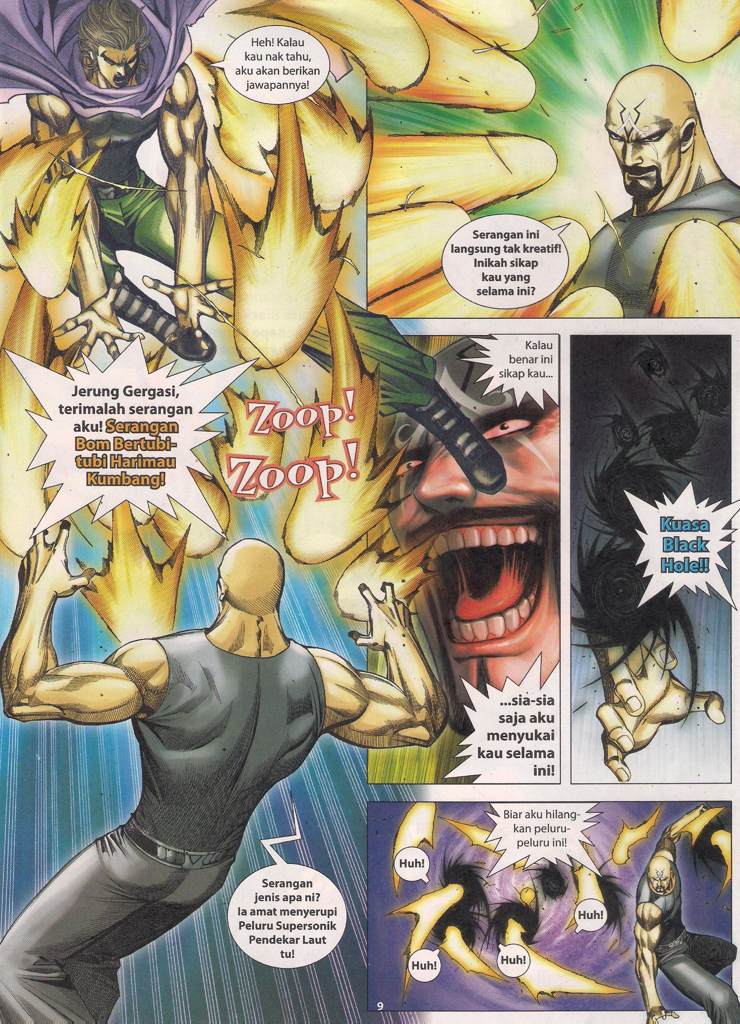 Heh! Kalau
kau nak tahu,
aku akan berikan
jawapannya!
Serangan ini
langsung tak kreatif!
Inikah sikap
kau yang
selama ini?
Jerung Gergasi,
terimalah serangan
aku! Serangan
Bom Bertubi-
tubi Harimau
Kumbang!
Zoop!
Zoop!
Kalau
benar ini
sikap kau...
...sia-sia
saja aku
menyukai
kau selama
ini!
Kuasa
Black
Hole!!
Serangan
jenis apa ni?
Ia amat menyerupi
Peluru Supersonik
Pendekar Laut
tu!
Biar aku hilang-
kan peluru-
peluru ini!
Huh!
Huh!
Huh!
Huh!
9